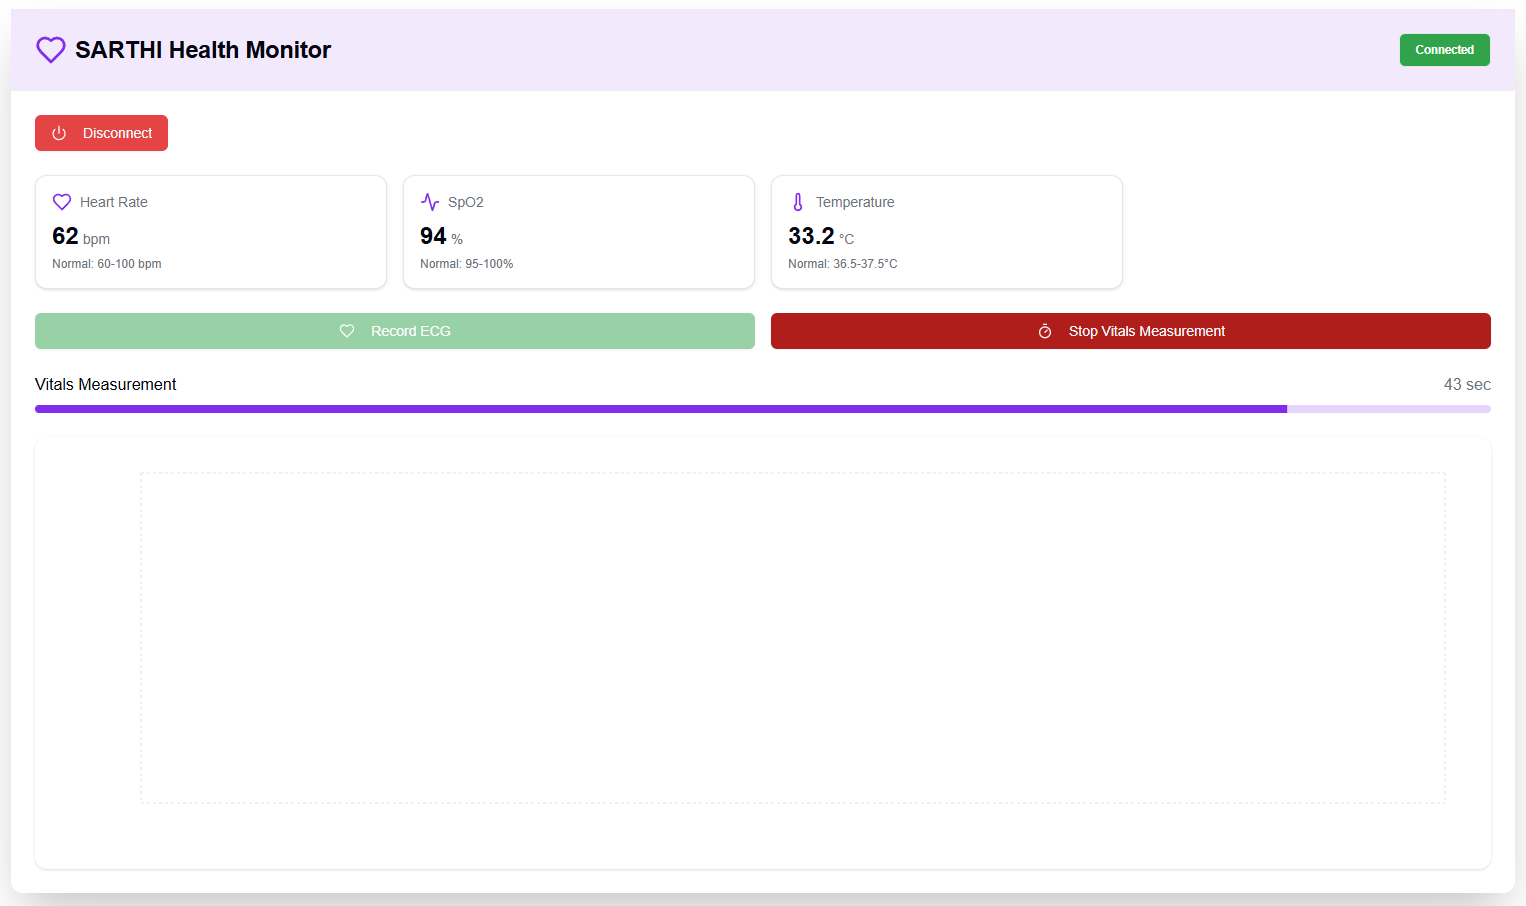 SARTHI Health Monitor
Connected
Disconnect
Heart Rate
62 bpm
Normal: 60-100 bpm
SpO2
94 %
Normal: 95-100%
Temperature
33.2 °C
Normal: 36.5-37.5°C
Record ECG
Stop Vitals Measurement
Vitals Measurement
43 sec